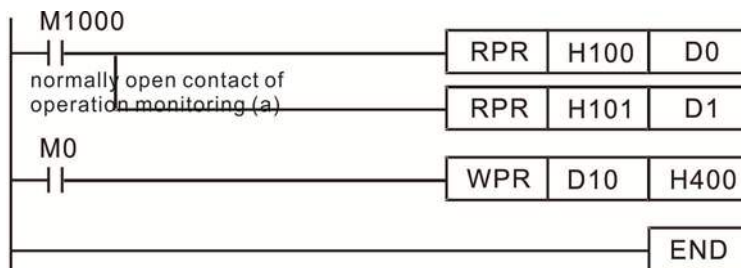 M1000
RPR H100 D0
normally open contact of
operation monitoring (a)
RPR H101 D1
M0
WPR D10 H400
END